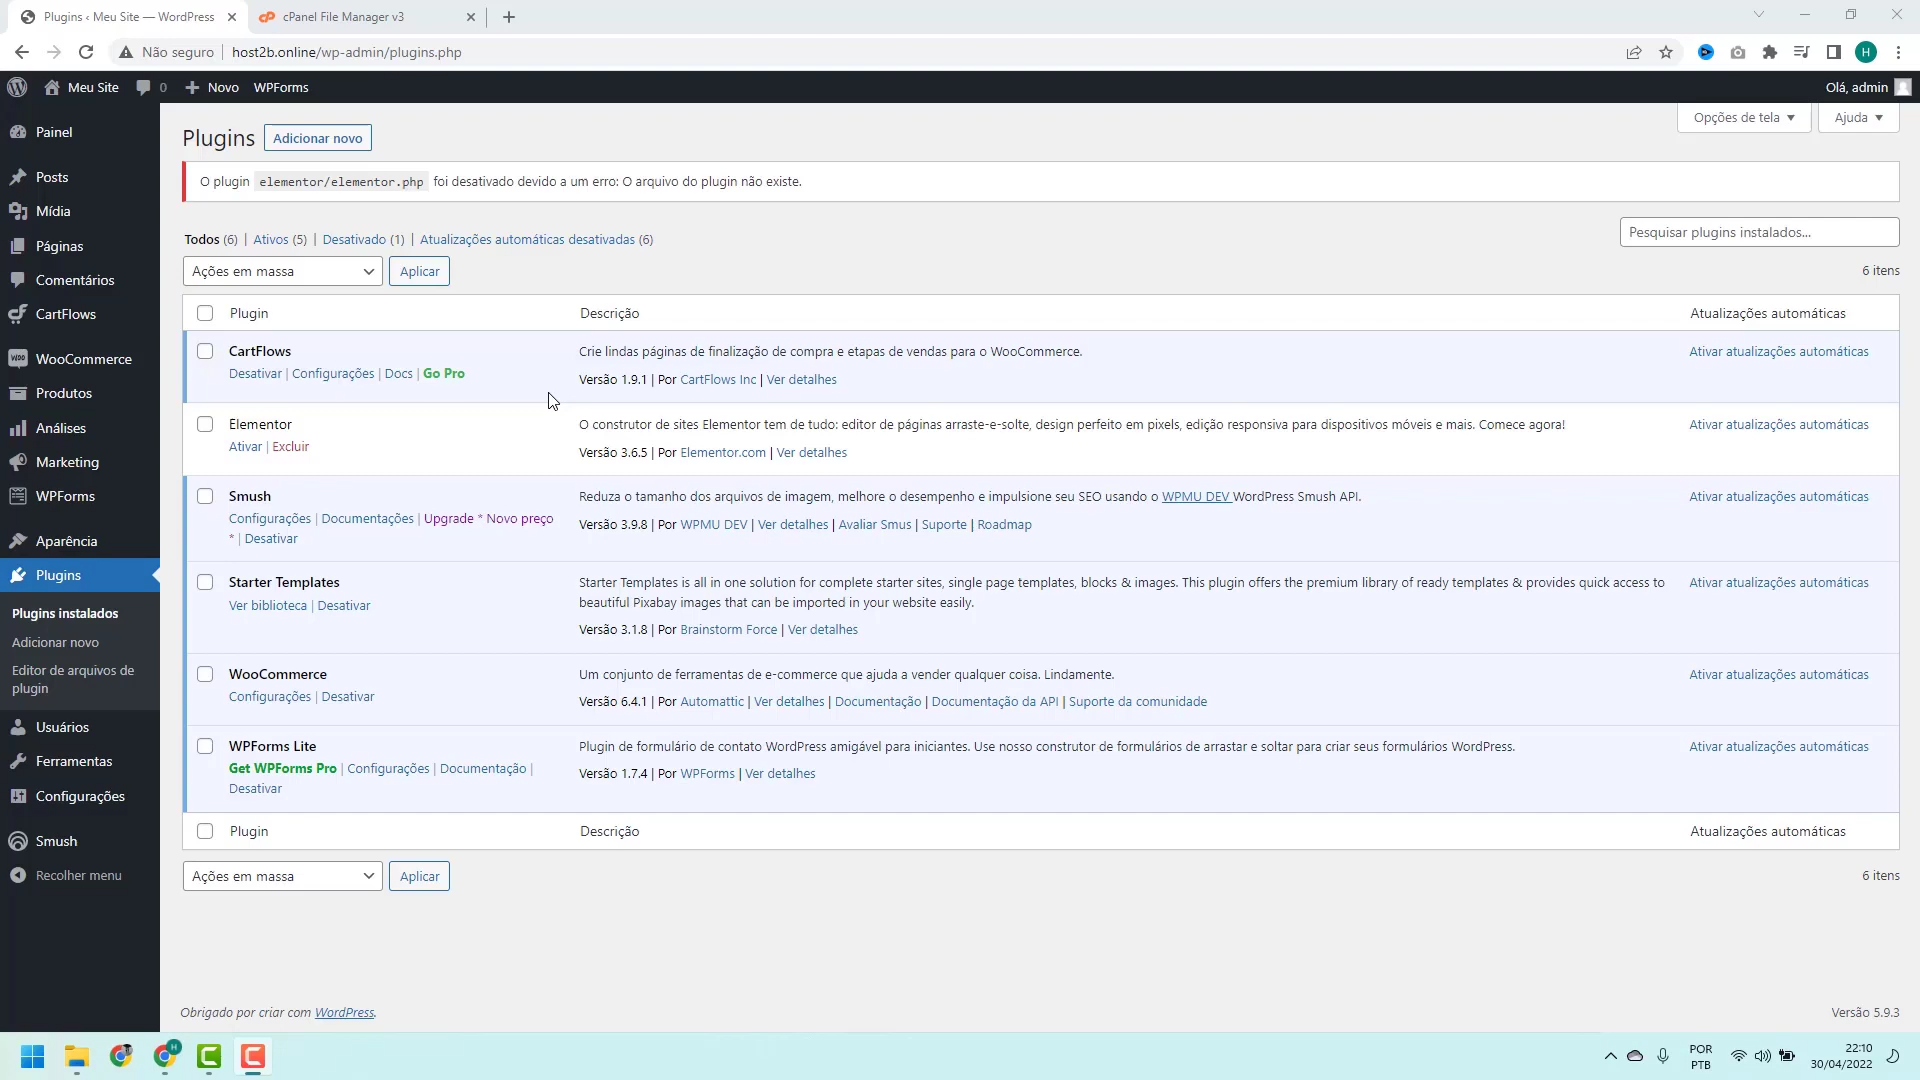 Plugins ‹ Meu Site — WordPress
cPanel File Manager v3
Não seguro
host2b.online/wp-admin/plugins.php
H
Meu Site
0
Novo
WPForms
Olá, admin
Painel
Posts
Mídia
Páginas
Comentários
CartFlows
WooCommerce
Produtos
Análises
Marketing
WPForms
Aparência
Plugins
Plugins instalados
Adicionar novo
Editor de arquivos de
plugin
Usuários
Ferramentas
Configurações
Smush
Recolher menu
Opções de tela
Ajuda
Plugins
Adicionar novo
O plugin elementor/elementor.php foi desativado devido a um erro: O arquivo do plugin não existe.
Todos (6) | Ativos (5) | Desativado (1) | Atualizações automáticas desativadas (6)
Pesquisar plugins instalados...
Ações em massa
Aplicar
6 itens
Plugin
Descrição
Atualizações automáticas
CartFlows
Desativar | Configurações | Docs | Go Pro
Crie lindas páginas de finalização de compra e etapas de vendas para o WooCommerce.
Versão 1.9.1 | Por CartFlows Inc | Ver detalhes
Ativar atualizações automáticas
Elementor
Ativar | Excluir
O construtor de sites Elementor tem de tudo: editor de páginas arraste-e-solte, design perfeito em pixels, edição responsiva para dispositivos móveis e mais. Comece agora!
Versão 3.6.5 | Por Elementor.com | Ver detalhes
Ativar atualizações automáticas
Smush
Configurações | Documentações | Upgrade * Novo preço
* | Desativar
Reduza o tamanho dos arquivos de imagem, melhore o desempenho e impulsione seu SEO usando o WPMU DEV WordPress Smush API.
Versão 3.9.8 | Por WPMU DEV | Ver detalhes | Avaliar Smus | Suporte | Roadmap
Ativar atualizações automáticas
Starter Templates
Ver biblioteca | Desativar
Starter Templates is all in one solution for complete starter sites, single page templates, blocks & images. This plugin offers the premium library of ready templates & provides quick access to
beautiful Pixabay images that can be imported in your website easily.
Versão 3.1.8 | Por Brainstorm Force | Ver detalhes
Ativar atualizações automáticas
WooCommerce
Configurações | Desativar
Um conjunto de ferramentas de e-commerce que ajuda a vender qualquer coisa. Lindamente.
Versão 6.4.1 | Por Automattic | Ver detalhes | Documentação | Documentação da API | Suporte da comunidade
Ativar atualizações automáticas
WPForms Lite
Get WPForms Pro | Configurações | Documentação |
Desativar
Plugin de formulário de contato WordPress amigável para iniciantes. Use nosso construtor de formulários de arrastar e soltar para criar seus formulários WordPress.
Versão 1.7.4 | Por WPForms | Ver detalhes
Ativar atualizações automáticas
Plugin
Descrição
Atualizações automáticas
Ações em massa
Aplicar
6 itens
Obrigado por criar com WordPress.
Versão 5.9.3
POR
PTB
22:10
30/04/2022